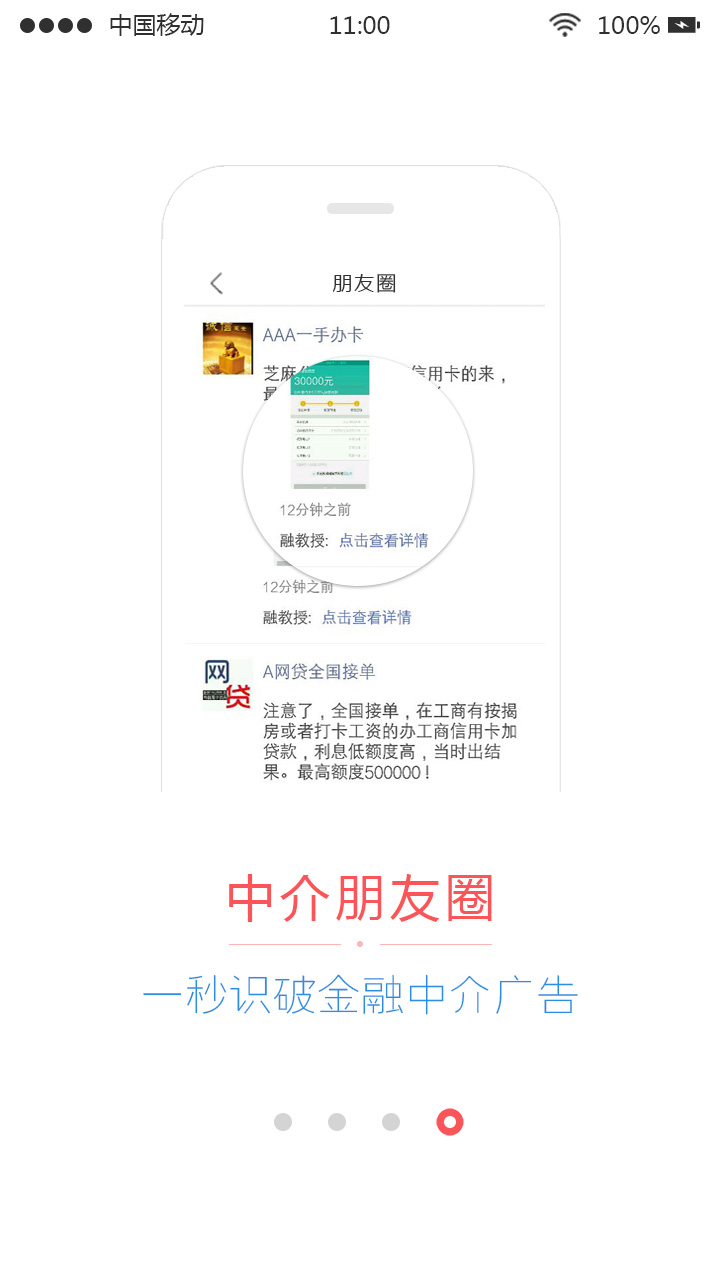 中国移动
11:00
100%
朋友圈
诚信
AAA一手办卡
芝麻
信用卡的来，
30000元
12分钟之前
融教授: 点击查看详情
12分钟之前
融教授: 点击查看详情
网贷
A网贷全国接单
注意了，全国接单，在工商有按揭
房或者打卡工资的办工商信用卡加
贷款，利息低额度高，当时出结
果。最高额度500000！
中介朋友圈
一秒识破金融中介广告